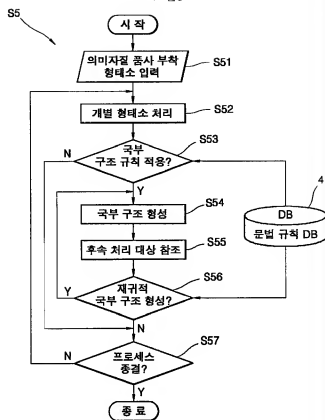 S5
시 작
의미자질 품사 부착
형태소 입력
S51
개별 형태소 처리
S52
S53
N
국부
구조 규칙 적용?
Y
국부 구조 형성
S54
4
DB
문법 규칙 DB
후속 처리 대상 참조
S55
S56
재귀적
국부 구조 형성?
Y
N
S57
N
프로세스
종결?
Y
종 료